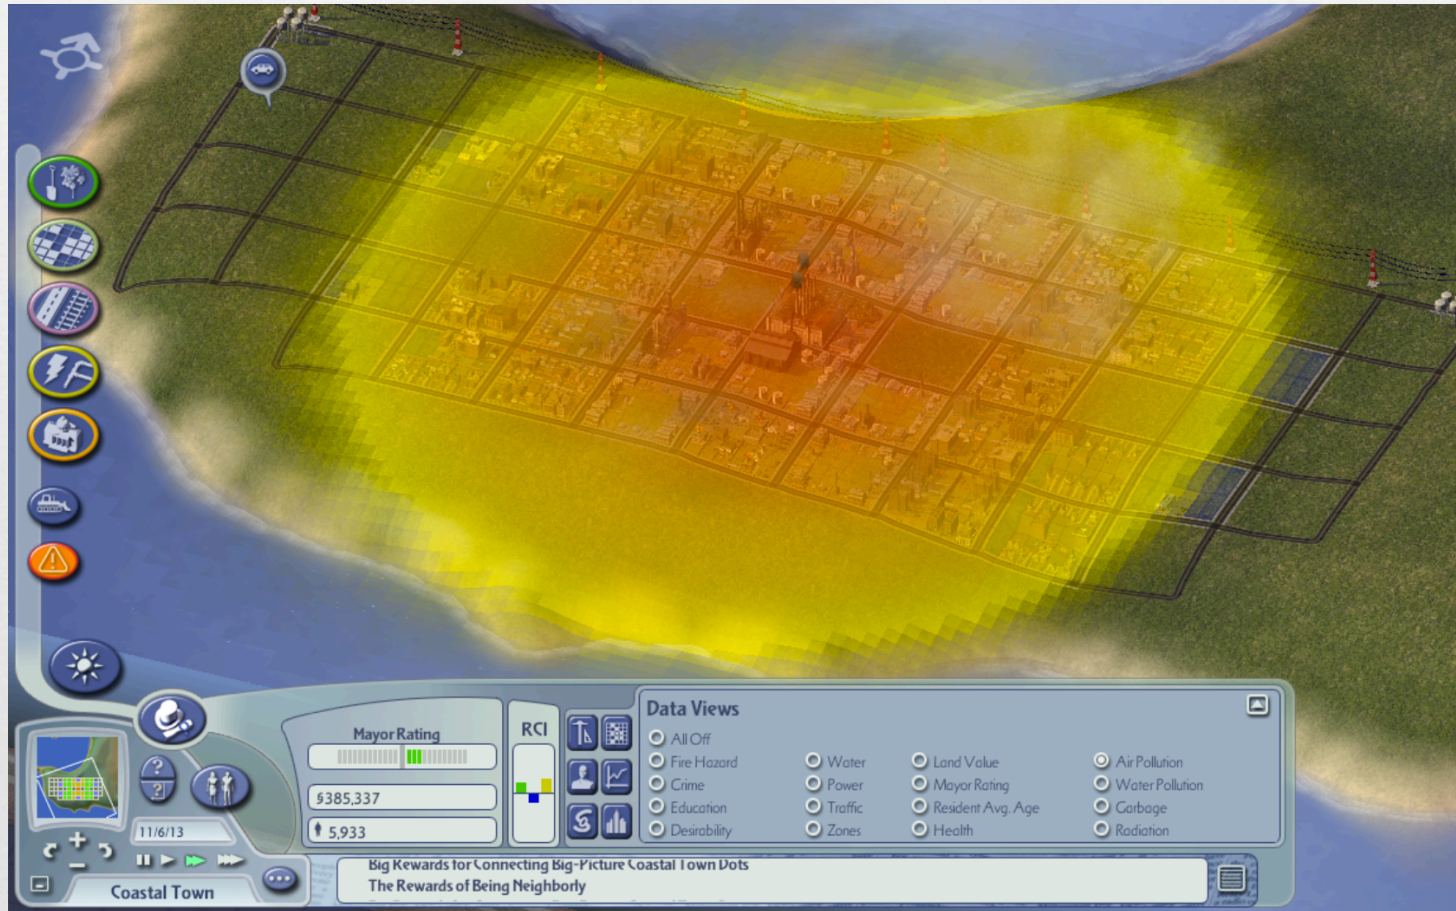 Mayor Rating
§385,337
5,933
RCI
Data Views
All Off
Fire Hazard
Crime
Education
Desirability
Water
Power
Traffic
Zones
Land Value
Mayor Rating
Resident Avg. Age
Health
Air Pollution
Water Pollution
Garbage
Radiation
?
?
11/6/13
Coastal Town
Big Rewards for Connecting Big-Picture Coastal Town Dots
The Rewards of Being Neighborly